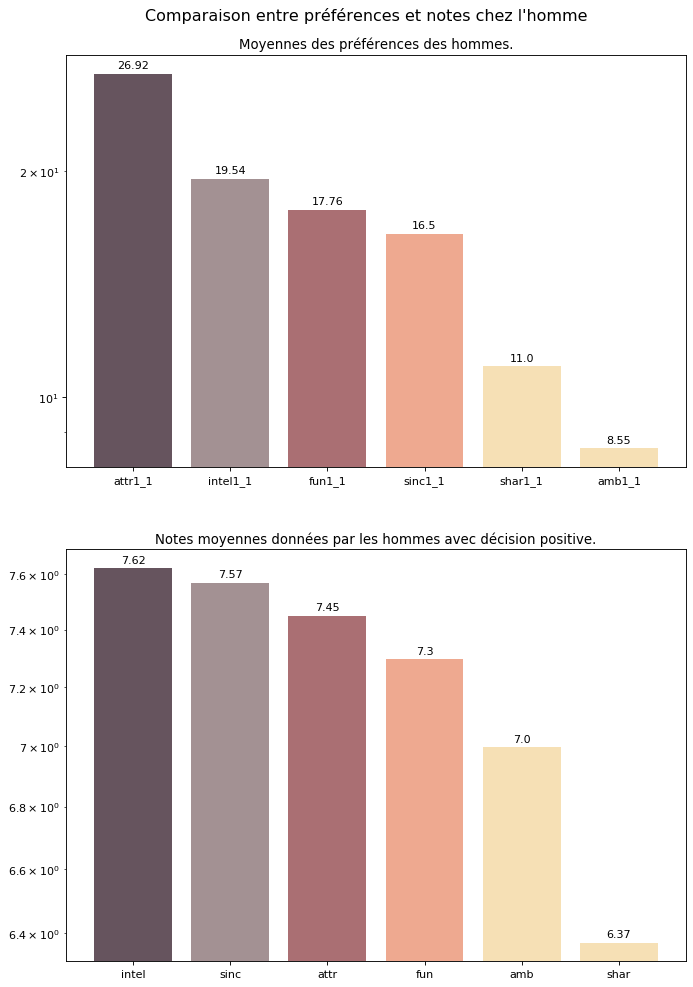 Comparaison entre préférences et notes chez l'homme
Moyennes des préférences des hommes.
26.92
19.54
17.76
16.5
11.0
8.55
2 × 10¹
10¹
attr1_1 intel1_1 fun1_1 sinc1_1 shar1_1 amb1_1
Notes moyennes données par les hommes avec décision positive.
7.62
7.57
7.45
7.3
7.0
6.37
7.6 × 10⁰
7.4 × 10⁰
7.2 × 10⁰
7 × 10⁰
6.8 × 10⁰
6.6 × 10⁰
6.4 × 10⁰
intel sinc attr fun amb shar